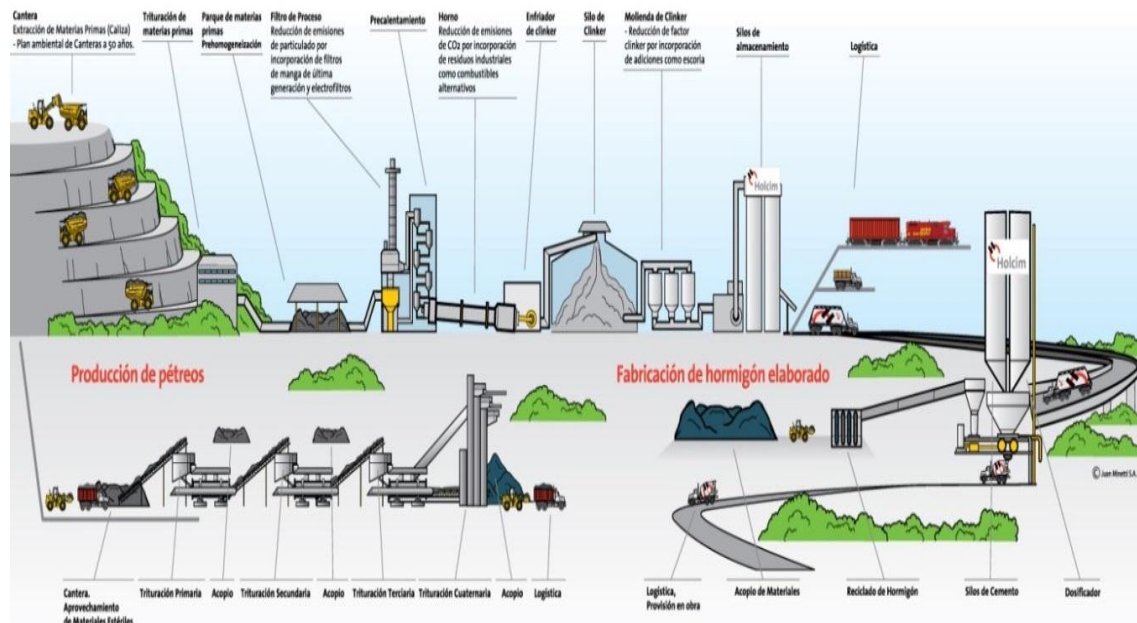 Cantera
Extracción de Materias Primas (Caliza)
- Plan ambiental de Canteras a 50 años.
Trituración de
materias primas
Parque de materias
primas
Prehomogeneización
Filtro de Proceso
Reducción de emisiones
de particulado por
incorporación de filtros
de manga de última
generación y electrofiltros
Precalentamiento
Horno
Reducción de emisiones
de CO2 por incorporación
de residuos industriales
como combustibles
alternativos
Enfriador
de clinker
Silo de
Clinker
Molienda de Clinker
- Reducción de factor
clinker por incorporación
de adiciones como escoria
Silos de
almacenamiento
Logística
Holcim
Holcim
Producción de pétreos
Fabricación de hormigón elaborado
© Juan Minetti S.A.
Cantera.
Aprovechamiento
de Materiales Estériles
Trituración Primaria
Acopio
Trituración Secundaria
Acopio
Trituración Terciaria
Trituración Cuaternaria
Acopio
Logística
Logística,
Provisión en obra
Acopio de Materiales
Reciclado de Hormigón
Silos de Cemento
Dosificador